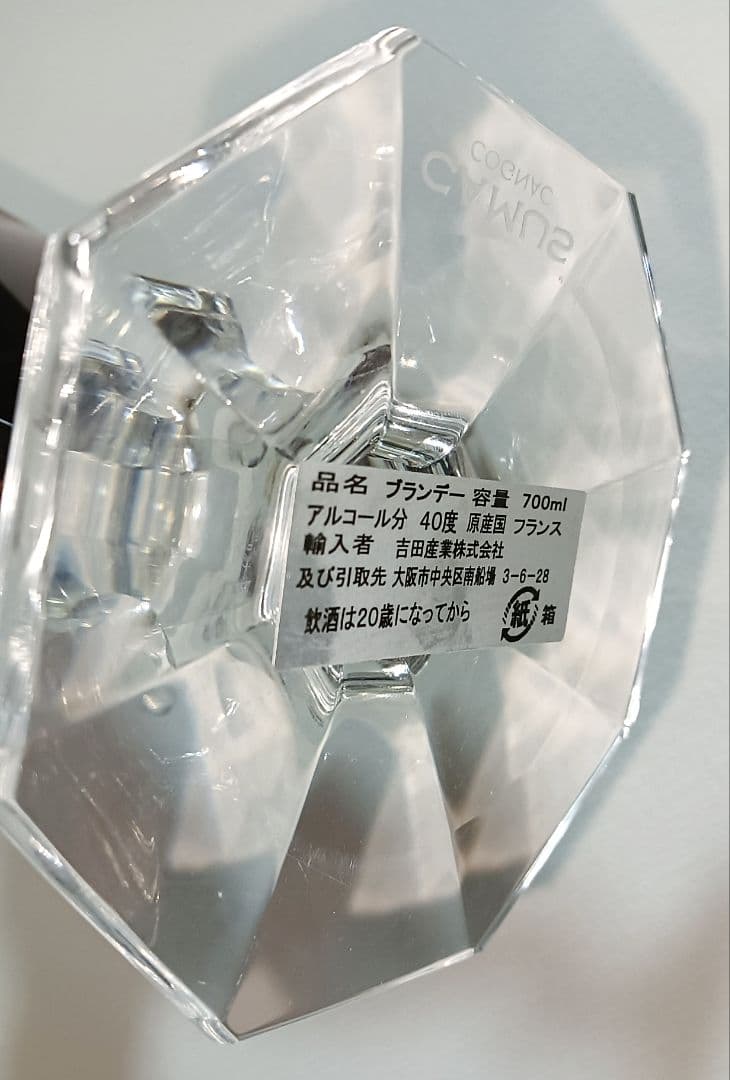 COGNAC
CAMUS
品名 ブランデー 容量 700ml
アルコール分 40度 原産国 フランス
輸入者 吉田産業株式会社
及び引取先 大阪市中央区南船場 3-6-28
飲酒は20歳になってから 紙 箱